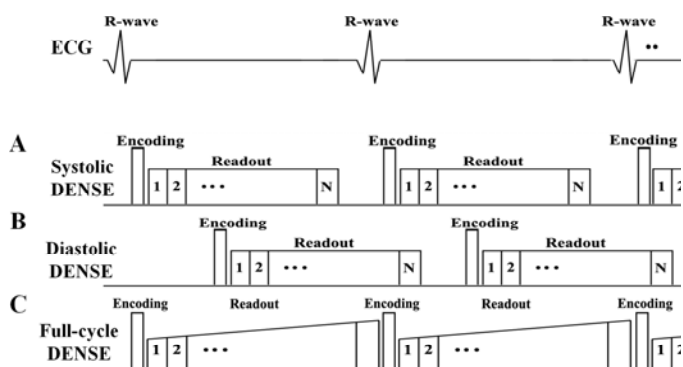 R-wave R-wave R-wave
ECG ••
A
Encoding Encoding Encoding
Systolic DENSE
Readout Readout
1 2 ••• N 1 2 ••• N 1 2
B
Encoding Encoding
Diastolic DENSE
Readout Readout
1 2 ••• N 1 2 ••• N
C
Encoding Readout Encoding Readout Encoding
Full-cycle DENSE
1 2 ••• 1 2 ••• 1 2